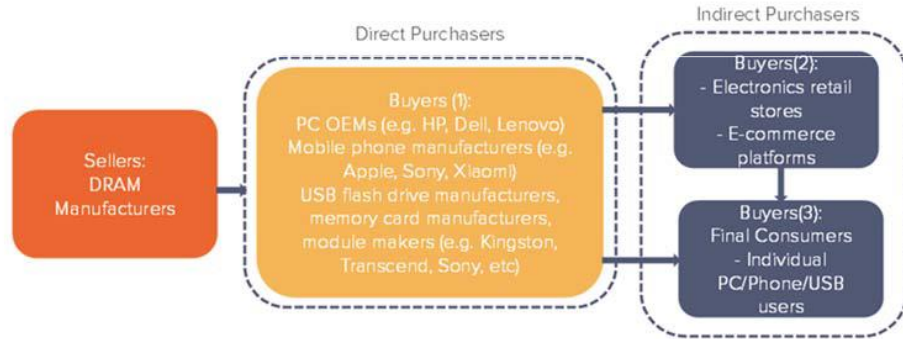 Direct Purchasers
Indirect Purchasers
Sellers:
DRAM
Manufacturers
Buyers (1):
PC OEMs (e.g. HP, Dell, Lenovo)
Mobile phone manufacturers (e.g.
Apple, Sony, Xiaomi)
USB flash drive manufacturers,
memory card manufacturers,
module makers (e.g. Kingston,
Transcend, Sony, etc)
Buyers(2):
- Electronics retail
stores
- E-commerce
platforms
Buyers(3):
Final Consumers
- Individual
PC/Phone/USB
users